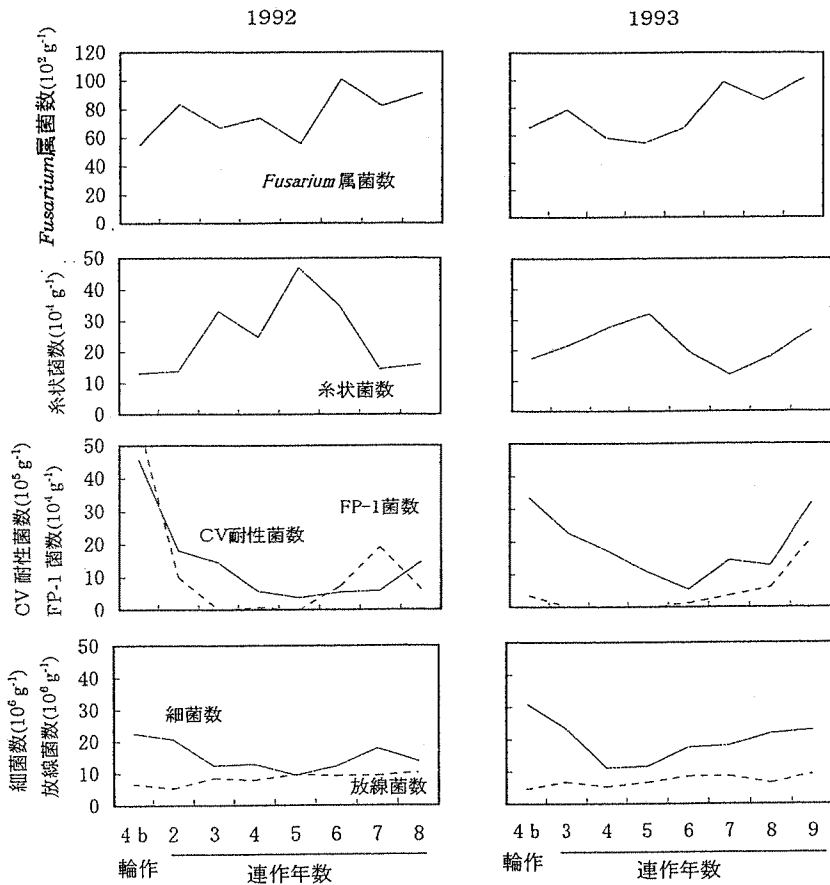 1992
1993
Fusarium属菌数(10² g⁻¹)
120
100
80
60
40
20
0
Fusarium属菌数
糸状菌数(10⁴ g⁻¹)
50
40
30
20
10
0
糸状菌数
CV耐性菌数(10⁵ g⁻¹)
FP-1菌数(10⁴ g⁻¹)
50
40
30
20
10
0
CV耐性菌数
FP-1菌数
細菌数(10⁶ g⁻¹)
放線菌数(10⁶ g⁻¹)
50
40
30
20
10
0
細菌数
放線菌数
4b 2 3 4 5 6 7 8
輪作 連作年数
4b 3 4 5 6 7 8 9
輪作 連作年数